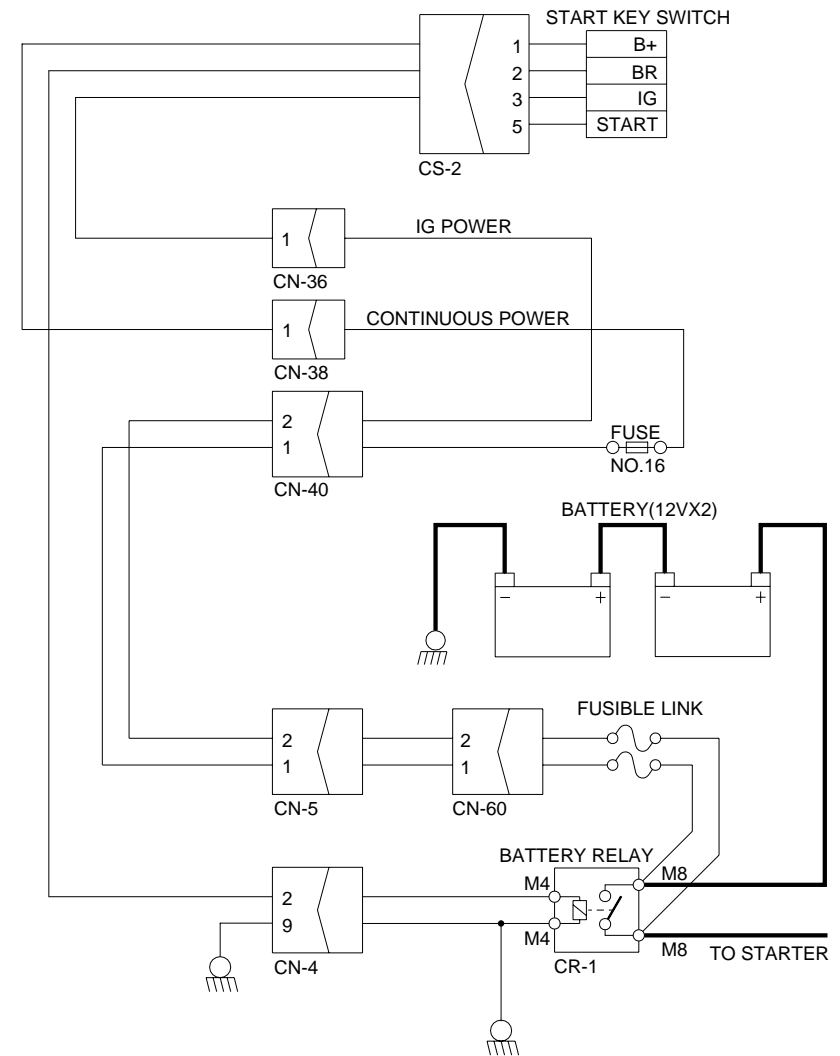 START KEY SWITCH
1 B+
2 BR
3 IG
5 START
CS-2
1 IG POWER
CN-36
1 CONTINUOUS POWER
CN-38
2
1
CN-40
FUSE
NO.16
BATTERY(12VX2)
− + − +
FUSIBLE LINK
2 2
1 1
CN-5 CN-60
BATTERY RELAY
2 M4 M8
9 M4 M8 TO STARTER
CN-4 CR-1